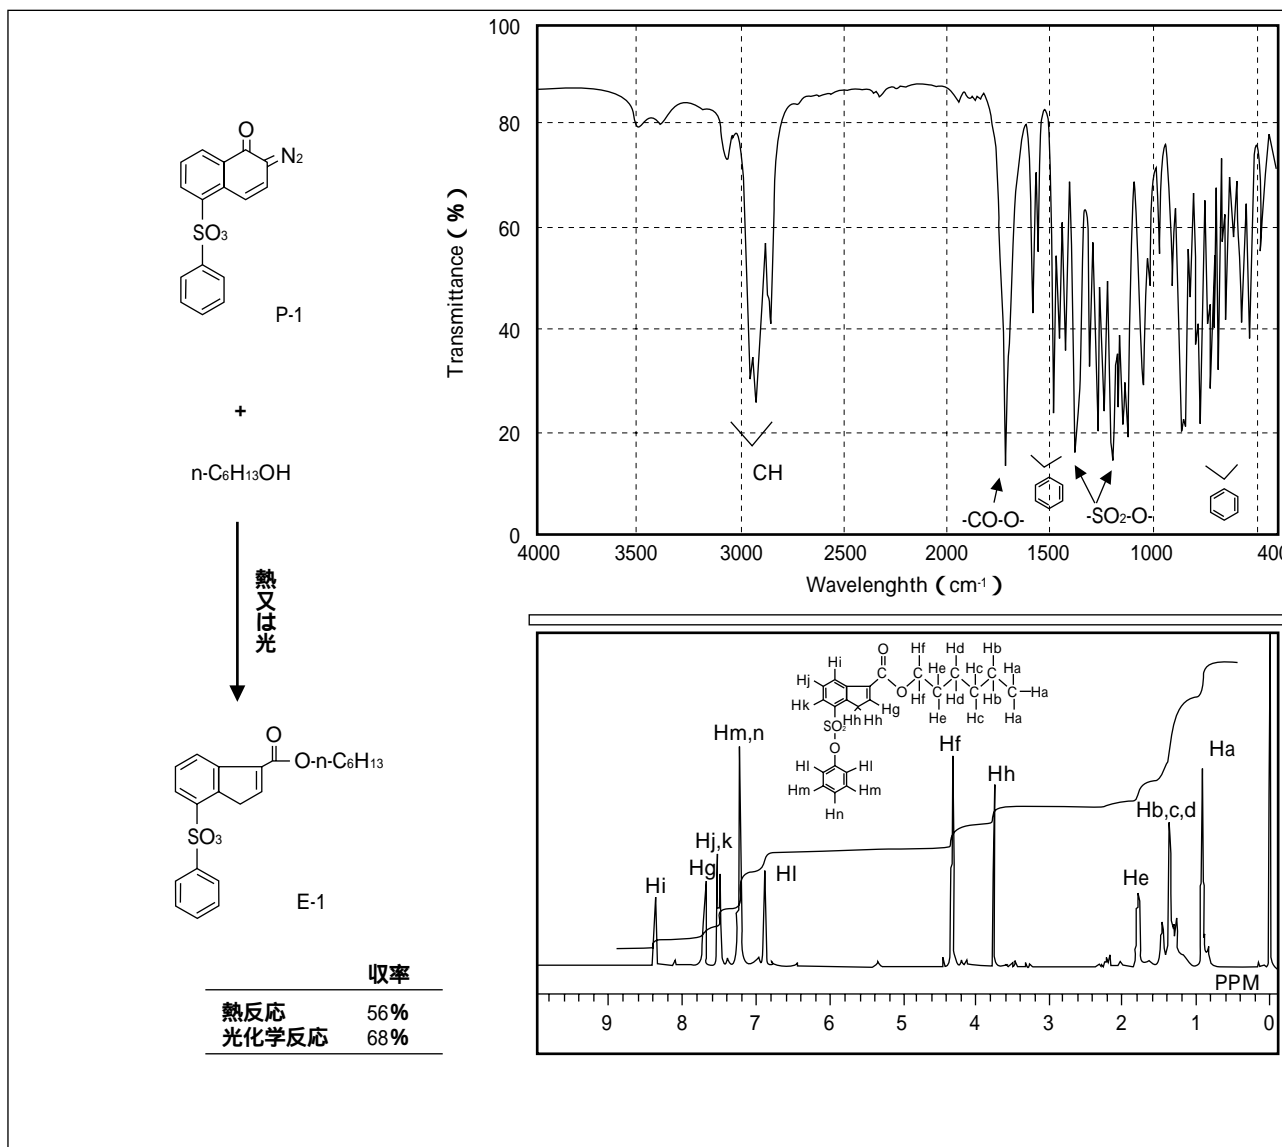 O
N2
SO3
P-1
+
n-C6H13OH
熱又は光
O
O-n-C6H13
SO3
E-1
収率
熱反応 56%
光化学反応 68%
100
80
60
40
20
0
Transmittance (%)
4000 3500 3000 2500 2000 1500 1000 400
Wavelenghth (cm-1)
CH
-CO-O-
-SO2-O-
O Hf Hd Hb
Hi C He Hc Ha
Hj O Hf Hd Hb Ha
Hk Hg He Hc Ha
SO2 Hh Hh
O
Hl Hl
Hm Hm
Hn
Hi
Hg
Hj,k
Hm,n
Hl
Hf
Hh
He
Hb,c,d
Ha
PPM
9 8 7 6 5 4 3 2 1 0